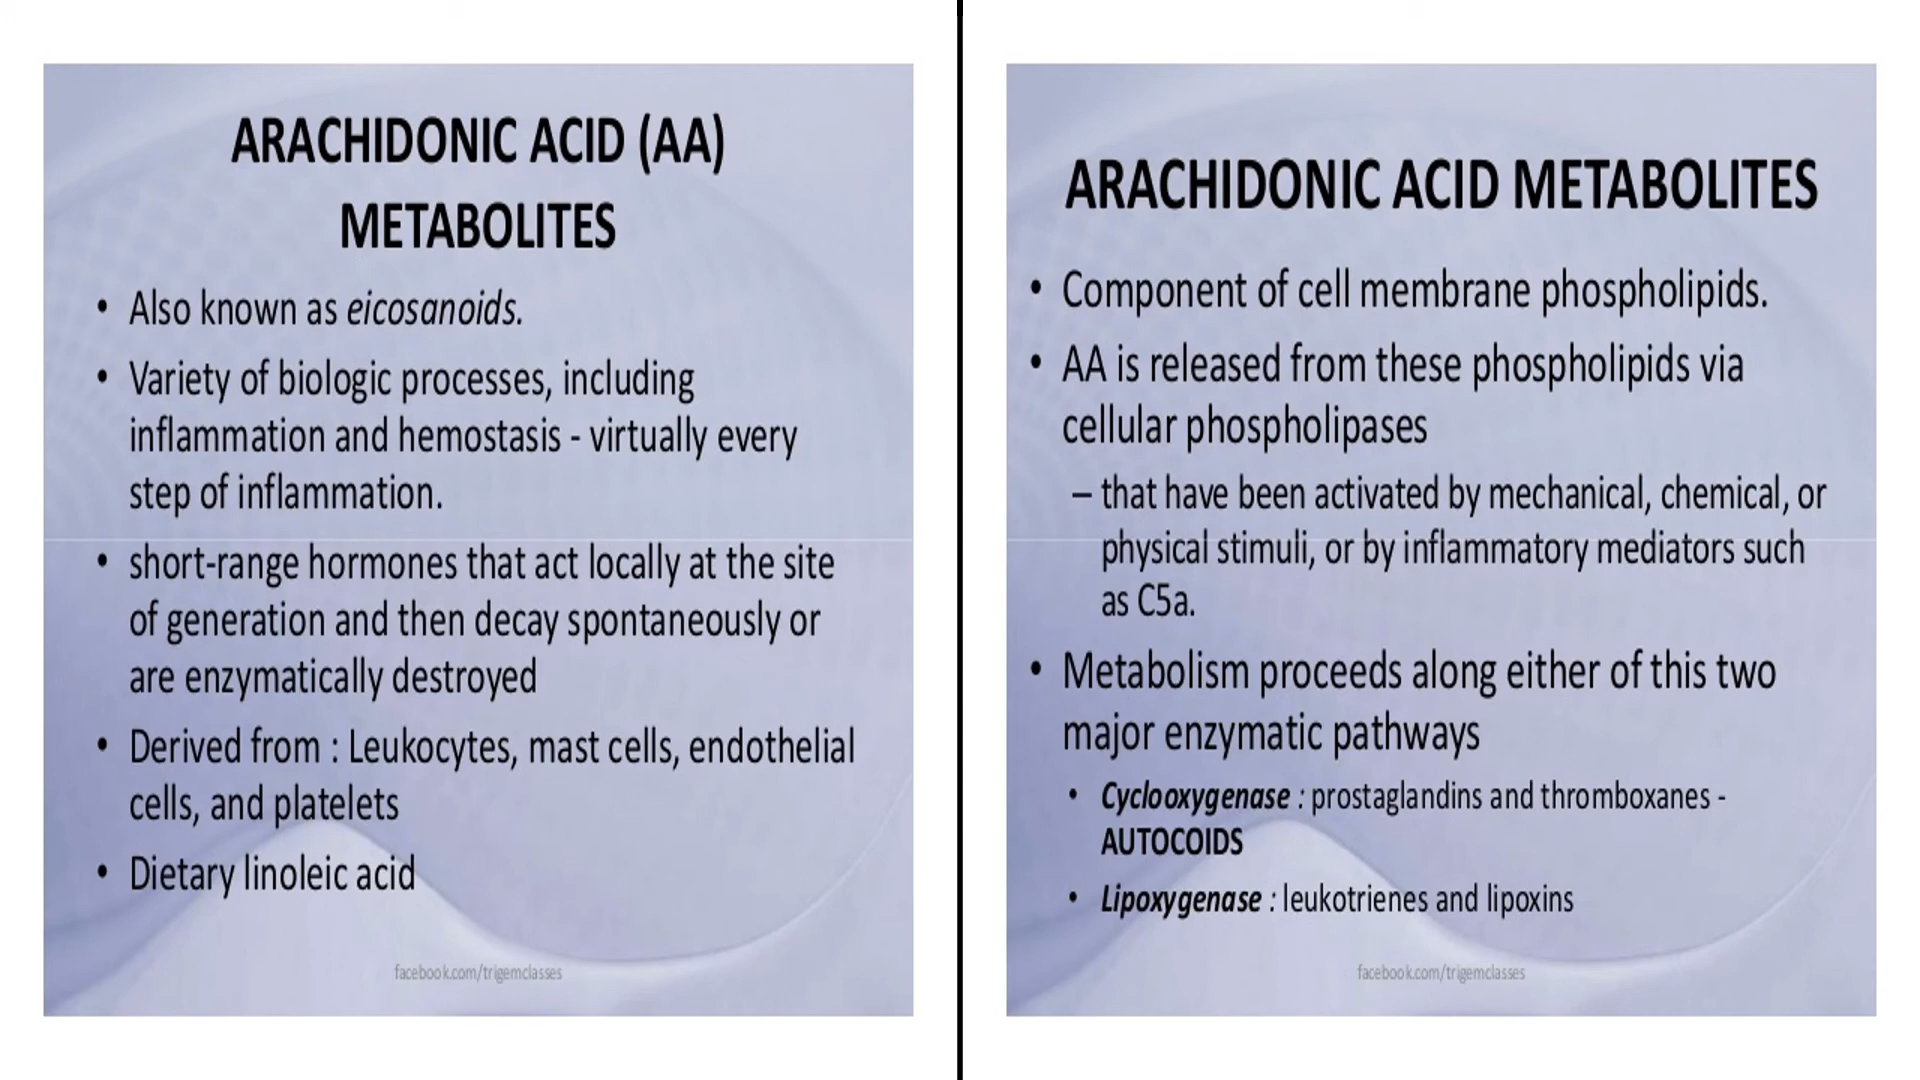 ARACHIDONIC ACID (AA)
METABOLITES
• Also known as eicosanoids.
• Variety of biologic processes, including
inflammation and hemostasis - virtually every
step of inflammation.
• short-range hormones that act locally at the site
of generation and then decay spontaneously or
are enzymatically destroyed
• Derived from : Leukocytes, mast cells, endothelial
cells, and platelets
• Dietary linoleic acid
facebook.com/trigemclasses
ARACHIDONIC ACID METABOLITES
• Component of cell membrane phospholipids.
• AA is released from these phospholipids via
cellular phospholipases
– that have been activated by mechanical, chemical, or
physical stimuli, or by inflammatory mediators such
as C5a.
• Metabolism proceeds along either of this two
major enzymatic pathways
• Cyclooxygenase : prostaglandins and thromboxanes -
AUTOCOIDS
• Lipoxygenase : leukotrienes and lipoxins
facebook.com/trigemclasses